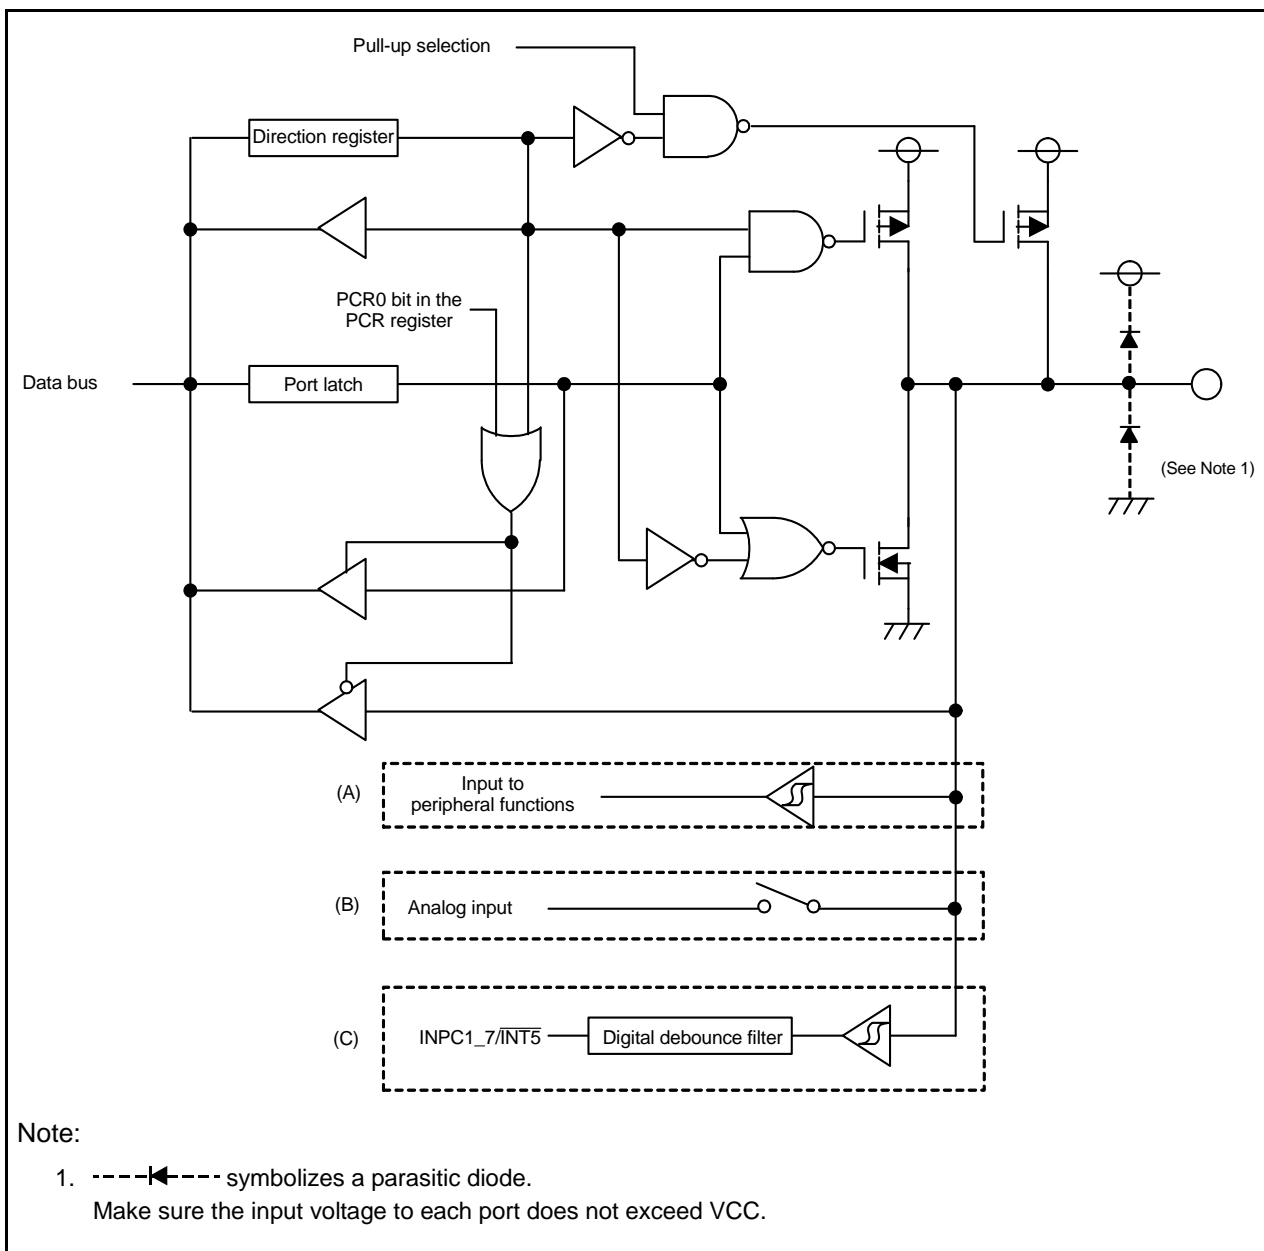 Pull-up selection
Direction register
PCR0 bit in the
PCR register
Data bus
Port latch
(See Note 1)
(A)
Input to
peripheral functions
(B)
Analog input
(C)
INPC1_7/I̅N̅T̅5̅
Digital debounce filter
Note:
1. symbolizes a parasitic diode.
Make sure the input voltage to each port does not exceed VCC.